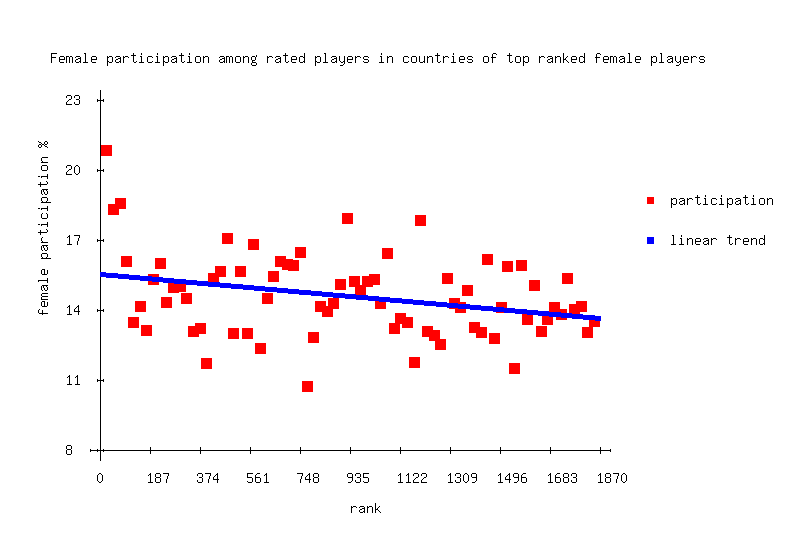 Female participation among rated players in countries of top ranked female players
23
20
17
14
11
8
female participation %
0 187 374 561 748 935 1122 1309 1496 1683 1870
rank
participation
linear trend